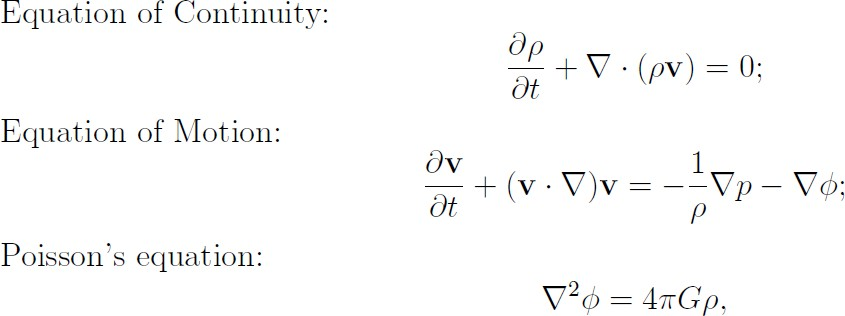 Equation of Continuity:
∂ρ/∂t + ∇ · (ρv) = 0;
Equation of Motion:
∂v/∂t + (v · ∇)v = −1/ρ ∇p − ∇ϕ;
Poisson's equation:
∇²ϕ = 4πGρ,